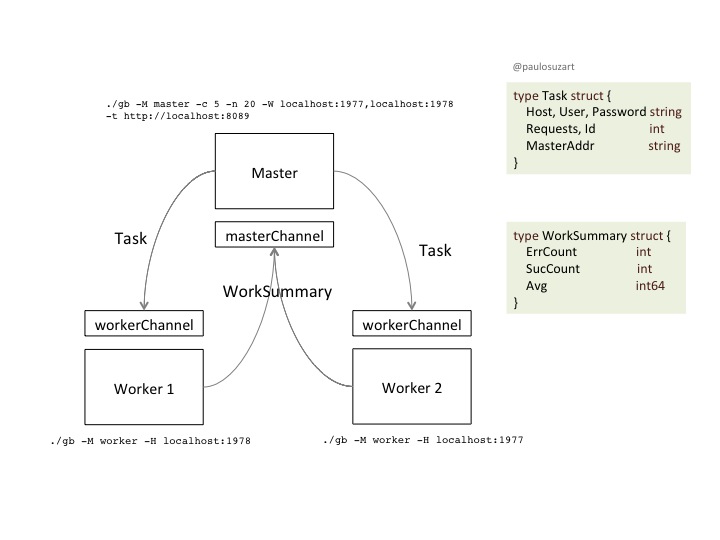 @paulosuzart
./gb -M master -c 5 -n 20 -W localhost:1977,localhost:1978
-t http://localhost:8089
type Task struct {
Host, User, Password string
Requests, Id int
MasterAddr string
}
Master
masterChannel
Task
Task
WorkSummary
type WorkSummary struct {
ErrCount int
SucCount int
Avg int64
}
workerChannel
workerChannel
Worker 1
Worker 2
./gb -M worker -H localhost:1978
./gb -M worker -H localhost:1977